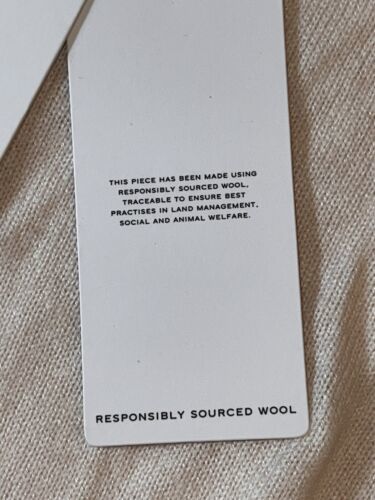 THIS PIECE HAS BEEN MADE USING
RESPONSIBLY SOURCED WOOL,
TRACEABLE TO ENSURE BEST
PRACTISES IN LAND MANAGEMENT,
SOCIAL AND ANIMAL WELFARE.
RESPONSIBLY SOURCED WOOL